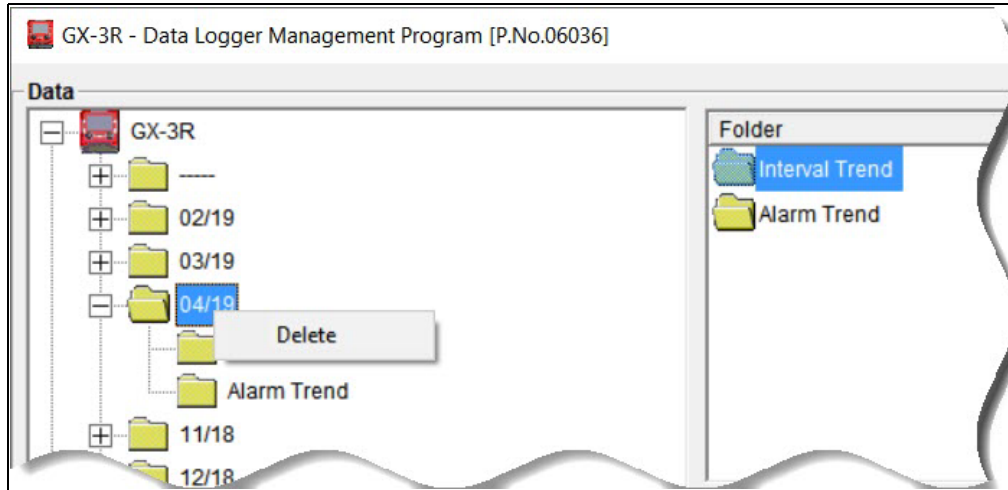 GX-3R - Data Logger Management Program [P.No.06036]
Data
GX-3R
-----
02/19
03/19
04/19
Delete
Alarm Trend
11/18
12/18
Folder
Interval Trend
Alarm Trend